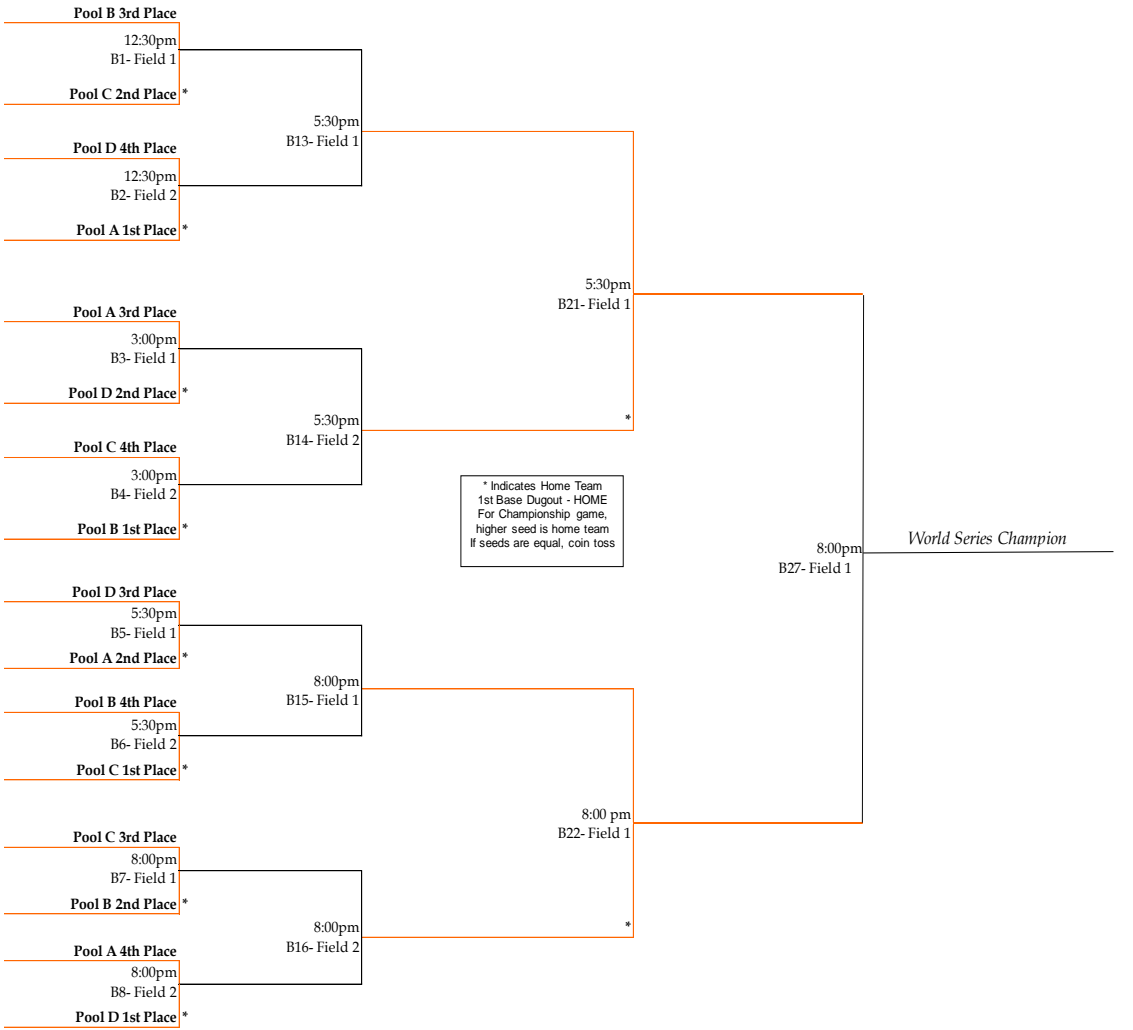 Pool B 3rd Place
12:30pm
B1- Field 1
Pool C 2nd Place *
5:30pm
B13- Field 1
Pool D 4th Place
12:30pm
B2- Field 2
Pool A 1st Place *
5:30pm
B21- Field 1
Pool A 3rd Place
3:00pm
B3- Field 1
Pool D 2nd Place *
5:30pm
B14- Field 2
*
Pool C 4th Place
3:00pm
B4- Field 2
Pool B 1st Place *
* Indicates Home Team
1st Base Dugout - HOME
For Championship game,
higher seed is home team
If seeds are equal, coin toss
8:00pm
B27- Field 1
World Series Champion
Pool D 3rd Place
5:30pm
B5- Field 1
Pool A 2nd Place *
8:00pm
B15- Field 1
Pool B 4th Place
5:30pm
B6- Field 2
Pool C 1st Place *
8:00 pm
B22- Field 1
Pool C 3rd Place
8:00pm
B7- Field 1
Pool B 2nd Place *
8:00pm
B16- Field 2
*
Pool A 4th Place
8:00pm
B8- Field 2
Pool D 1st Place *